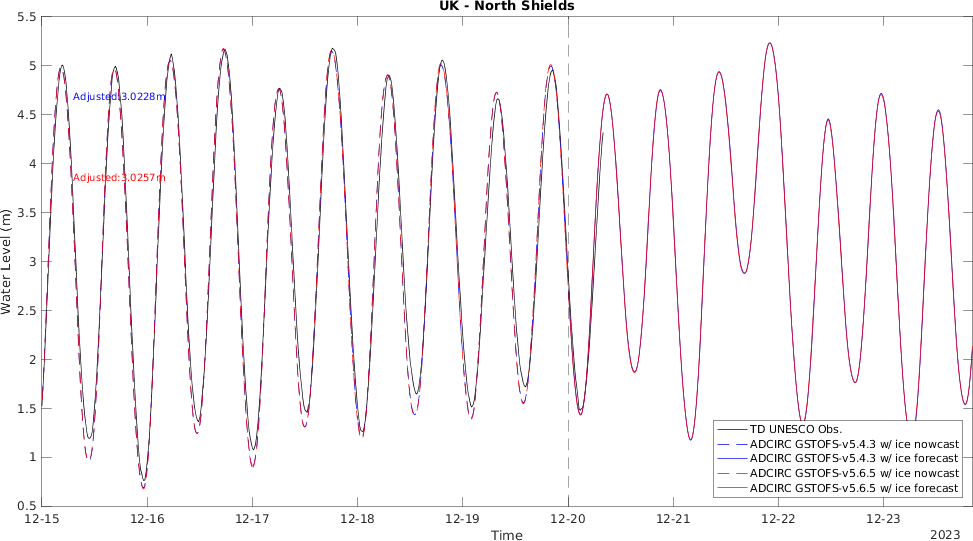 UK - North Shields
5.5
5
4.5
4
3.5
3
2.5
2
1.5
1
0.5
Water Level (m)
Adjusted:3.0228m
Adjusted:3.0257m
TD UNESCO Obs.
ADCIRC GSTOFS-v5.4.3 w/ ice nowcast
ADCIRC GSTOFS-v5.4.3 w/ ice forecast
ADCIRC GSTOFS-v5.6.5 w/ ice nowcast
ADCIRC GSTOFS-v5.6.5 w/ ice forecast
12-15 12-16 12-17 12-18 12-19 12-20 12-21 12-22 12-23
Time
2023